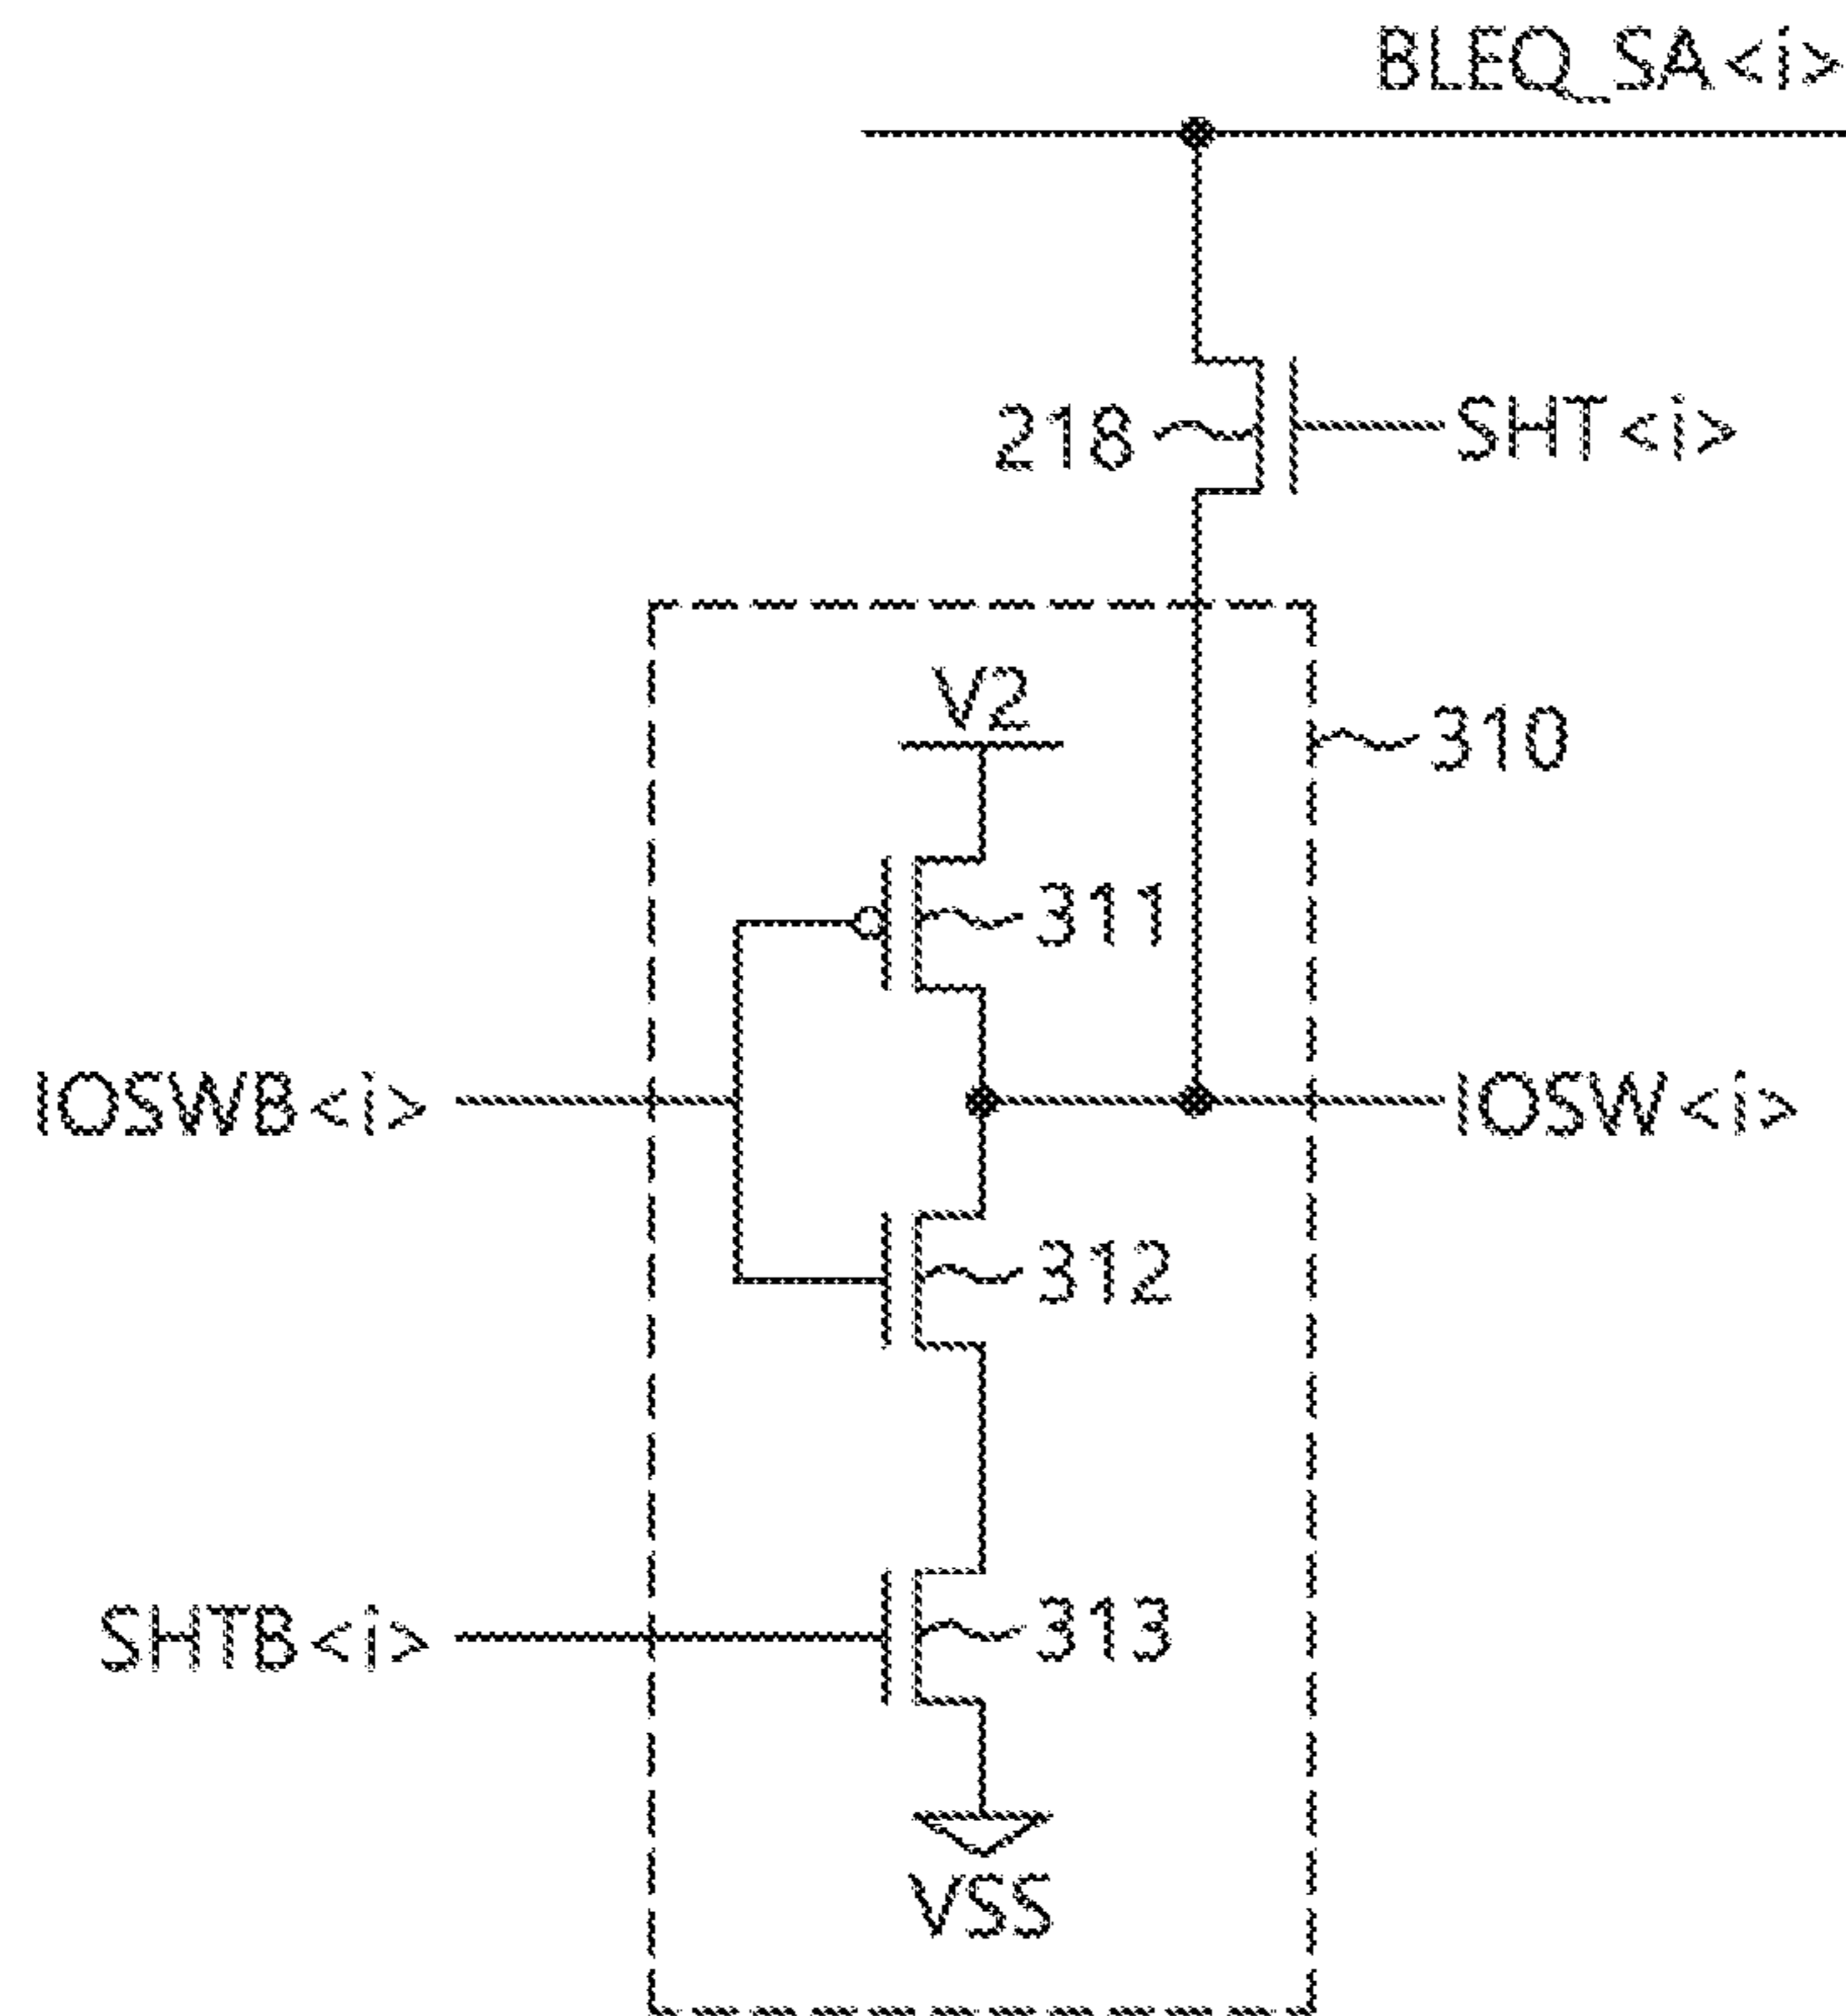 BLEQ_SA<i>
218
SHT<i>
V2
310
311
IOSWB<i>
IOSW<i>
312
SHTB<i>
313
VSS